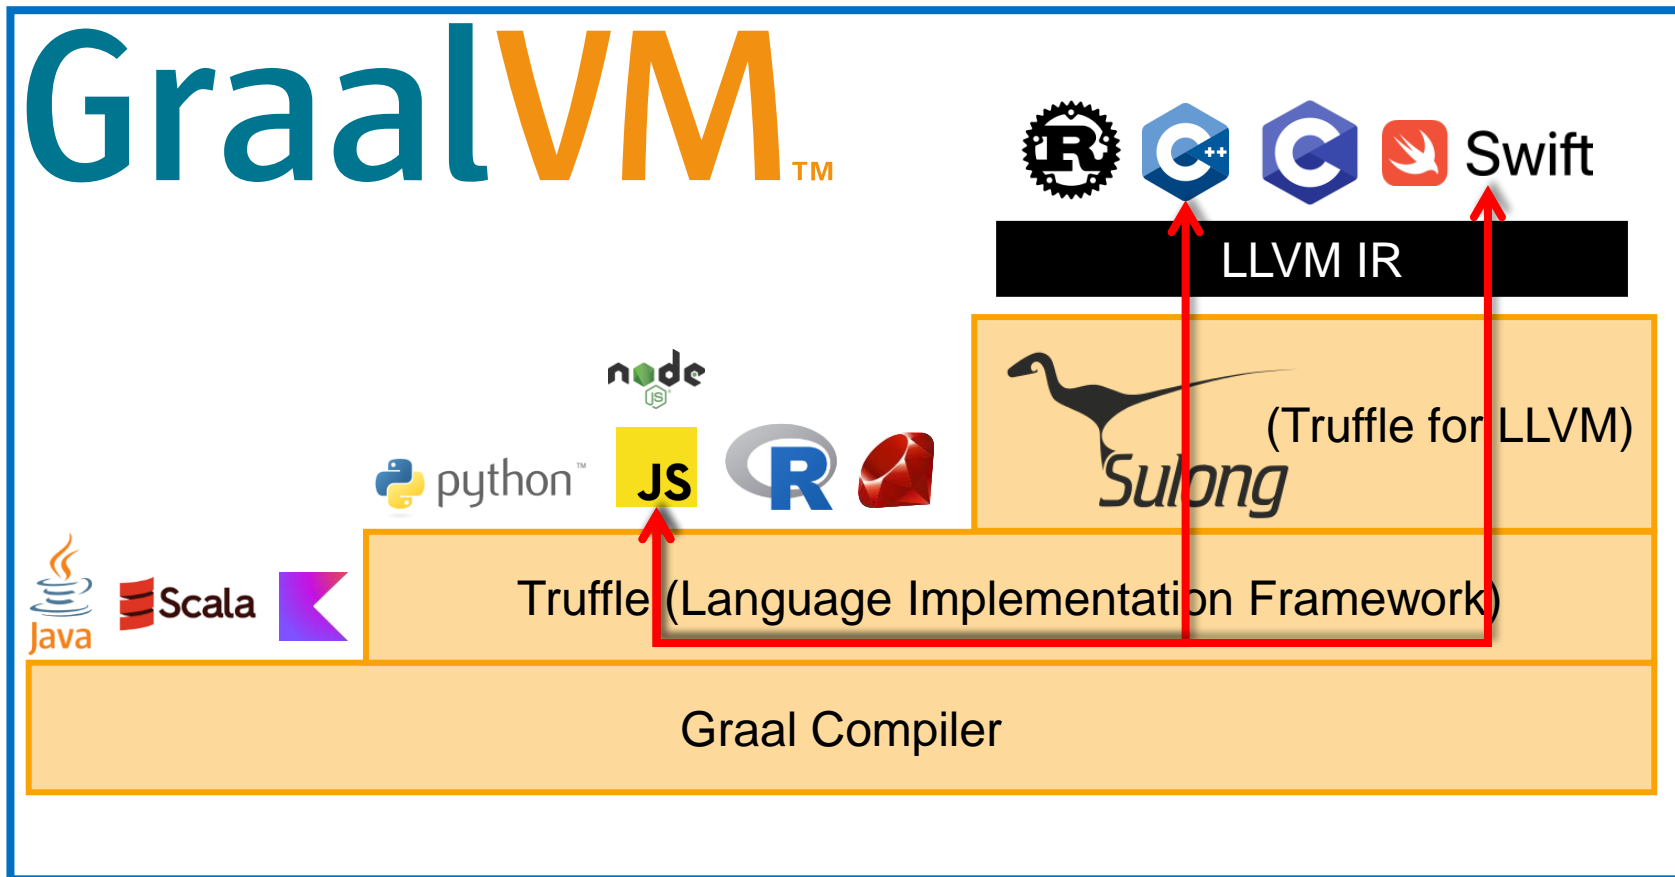 GraalVM™
R C++ C Swift
LLVM IR
node
JS
(Truffle for LLVM)
Sulong
python™
JS
R
Truffle (Language Implementation Framework)
Java
Scala
Graal Compiler